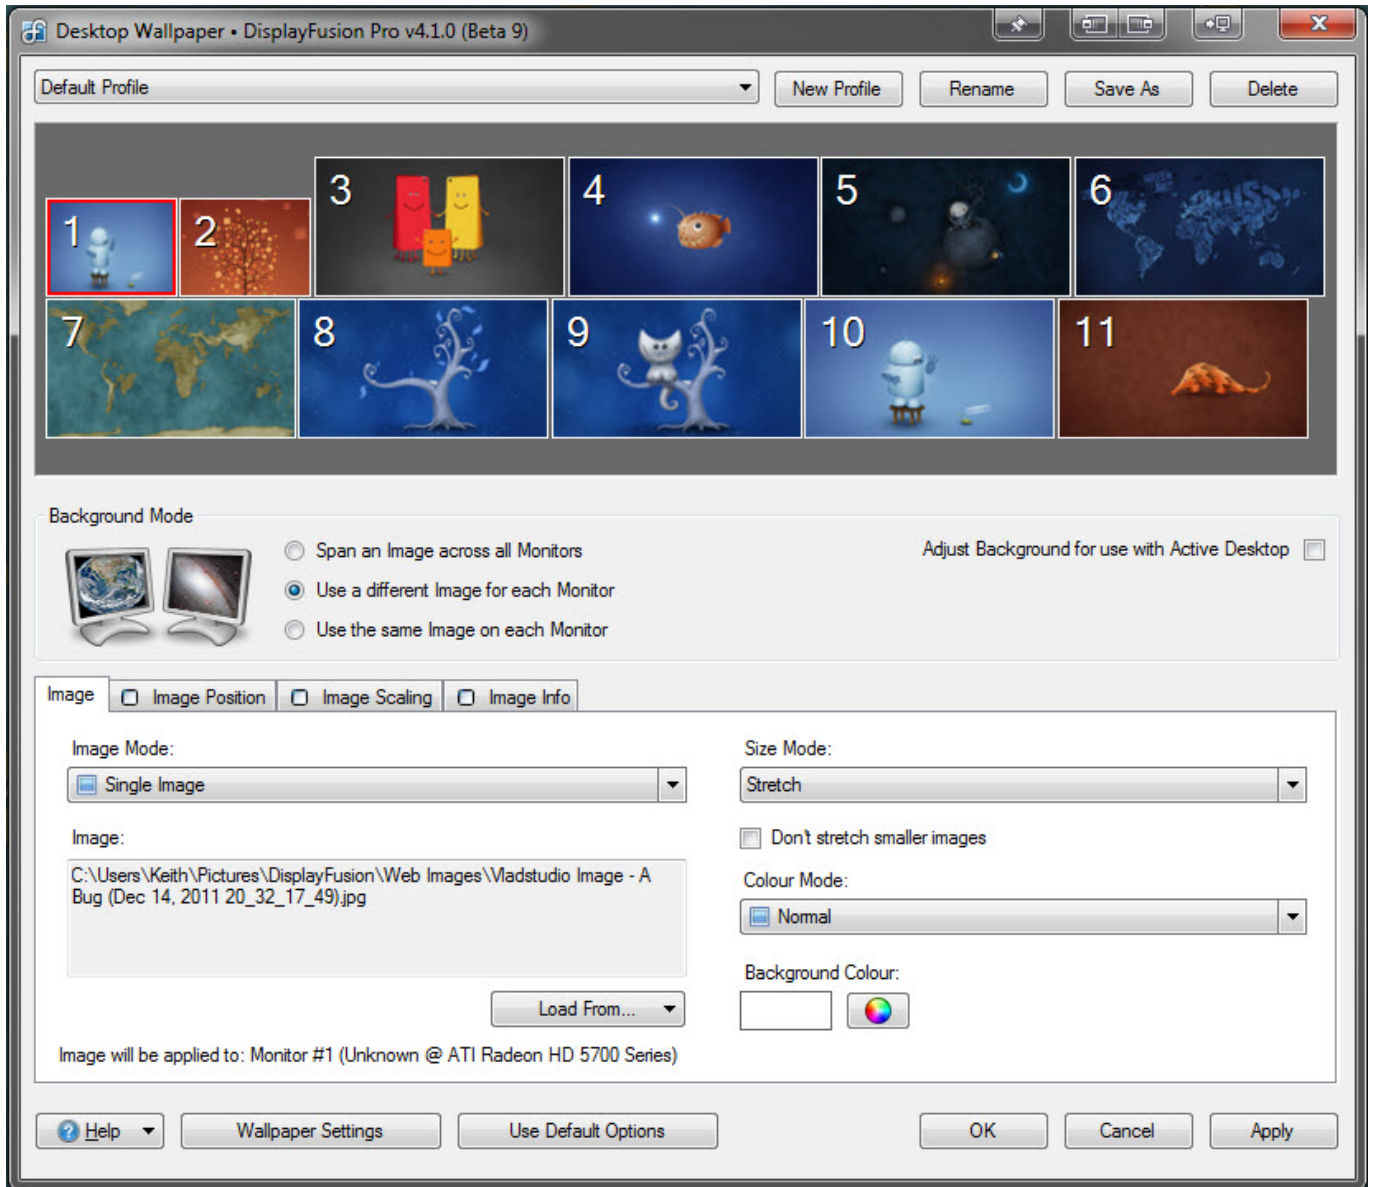 Desktop Wallpaper • DisplayFusion Pro v4.1.0 (Beta 9)
Default Profile
New Profile
Rename
Save As
Delete
1
2
3
4
5
6
7
8
9
10
11
Background Mode
Span an Image across all Monitors
Use a different Image for each Monitor
Use the same Image on each Monitor
Adjust Background for use with Active Desktop
Image
Image Position
Image Scaling
Image Info
Image Mode:
Single Image
Image:
C:\Users\Keith\Pictures\DisplayFusion\Web Images\Vladstudio Image - A
Bug (Dec 14, 2011 20_32_17_49).jpg
Load From...
Image will be applied to: Monitor #1 (Unknown @ ATI Radeon HD 5700 Series)
Size Mode:
Stretch
Don't stretch smaller images
Colour Mode:
Normal
Background Colour:
Help
Wallpaper Settings
Use Default Options
OK
Cancel
Apply